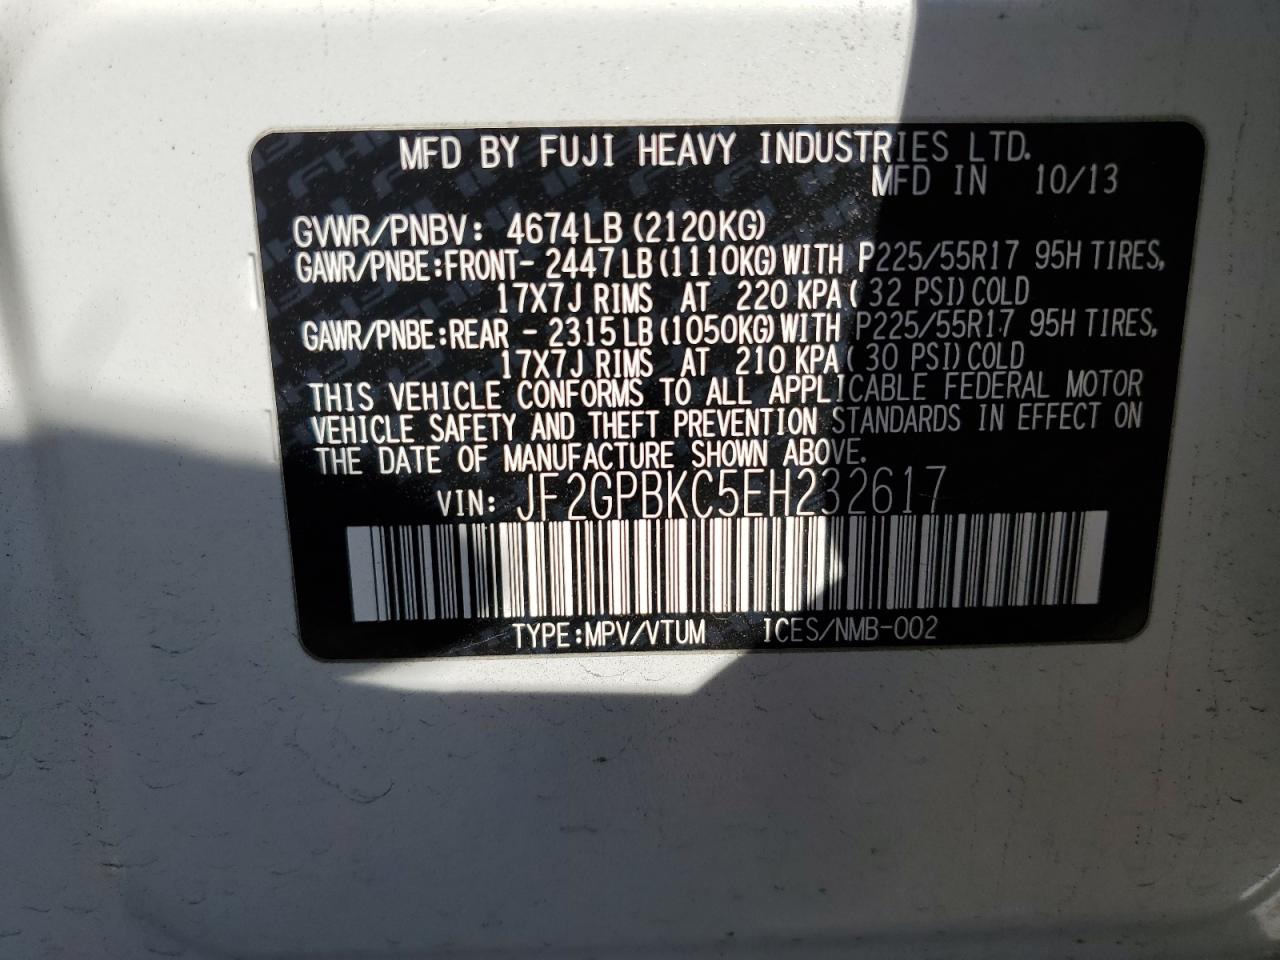 MFD BY FUJI HEAVY INDUSTRIES LTD.
MFD IN 10/13
GVWR/PNBV: 4674LB (2120KG)
GAWR/PNBE:FRONT- 2447LB (1110KG) WITH P225/55R17 95H TIRES,
17X7J RIMS AT 220 KPA( 32 PSI) COLD
GAWR/PNBE:REAR - 2315LB (1050KG) WITH P225/55R17 95H TIRES,
17X7J RIMS AT 210 KPA( 30 PSI) COLD
THIS VEHICLE CONFORMS TO ALL APPLICABLE FEDERAL MOTOR
VEHICLE SAFETY AND THEFT PREVENTION STANDARDS IN EFFECT ON
THE DATE OF MANUFACTURE SHOWN ABOVE.
VIN: JF2GPBKC5EH232617
TYPE:MPV/VTUM ICES/NMB-002